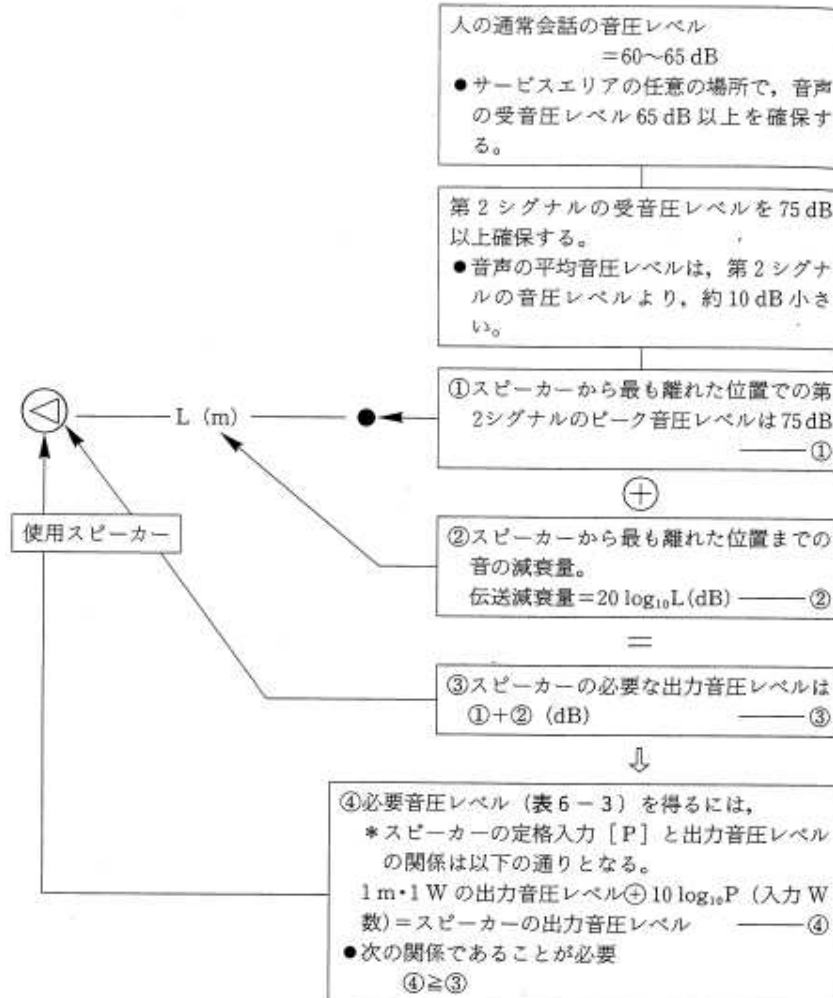 人の通常会話の音圧レベル
=60〜65 dB
●サービスエリアの任意の場所で，音声
の受音圧レベル65 dB以上を確保す
る。
第2シグナルの受音圧レベルを75 dB
以上確保する。
●音声の平均音圧レベルは，第2シグナ
ルの音圧レベルより，約10 dB小さ
い。
①スピーカーから最も離れた位置での第
2シグナルのピーク音圧レベルは75 dB
①
L (m)
⊕
使用スピーカー
②スピーカーから最も離れた位置までの
音の減衰量。
伝送減衰量=20 log₁₀L(dB) ②
=
③スピーカーの必要な出力音圧レベルは
①+② (dB) ③
⇩
④必要音圧レベル（表6－3）を得るには，
＊スピーカーの定格入力［P］と出力音圧レベル
の関係は以下の通りとなる。
1 m・1 Wの出力音圧レベル⊕10 log₁₀P（入力W
数）=スピーカーの出力音圧レベル ④
●次の関係であることが必要
④≧③